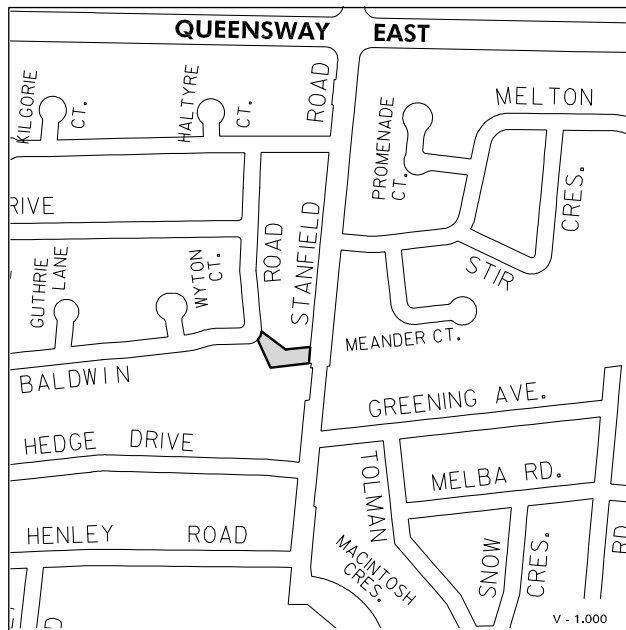 QUEENSWAY EAST
KILGORIE
CT.
HALTYRE
CT.
ROAD
MELTON
PROMENADE
CT.
CRES.
RIVE
ROAD
STANFIELD
STIR
GUTHRIE
LANE
WYTON
CT.
MEANDER CT.
BALDWIN
GREENING AVE.
HEDGE DRIVE
TOLMAN
MELBA RD.
HENLEY ROAD
MACINTOSH
CRES.
SNOW
CRES.
RD
V - 1.000